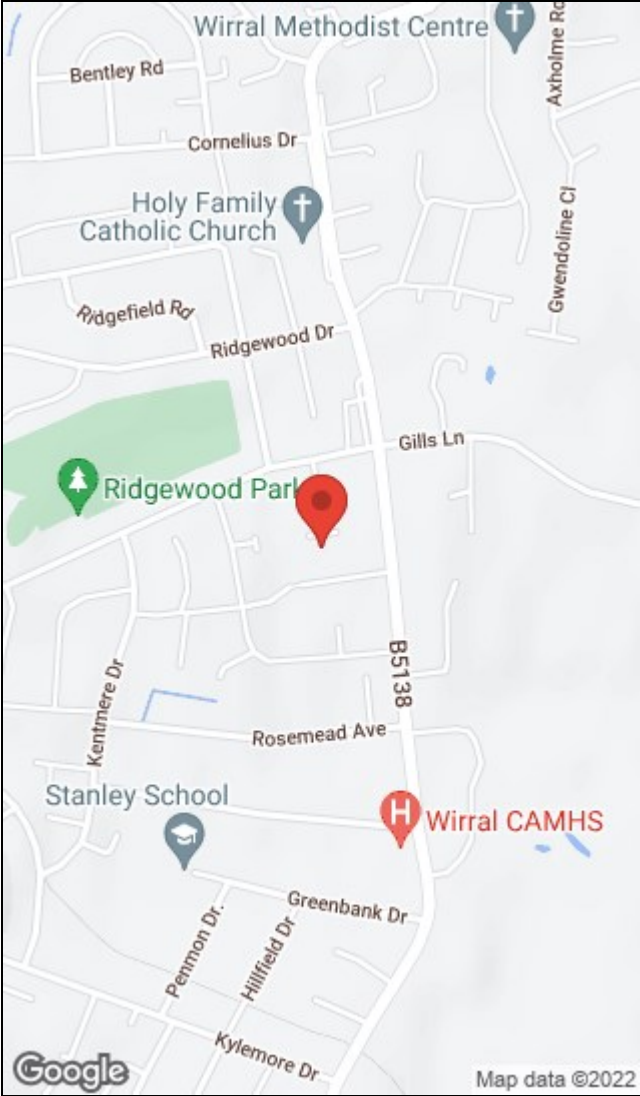 Wirral Methodist Centre
Axholme Rd
Bentley Rd
Cornelius Dr
Holy Family
Catholic Church
Gwendoline Cl
Ridgefield Rd
Ridgewood Dr
Gills Ln
Ridgewood Park
B5138
Kentmere Dr
Rosemead Ave
Stanley School
H
Wirral CAMHS
Greenbank Dr
Penmon Dr.
Hillfield Dr
Kylemore Dr
Google
Map data ©2022